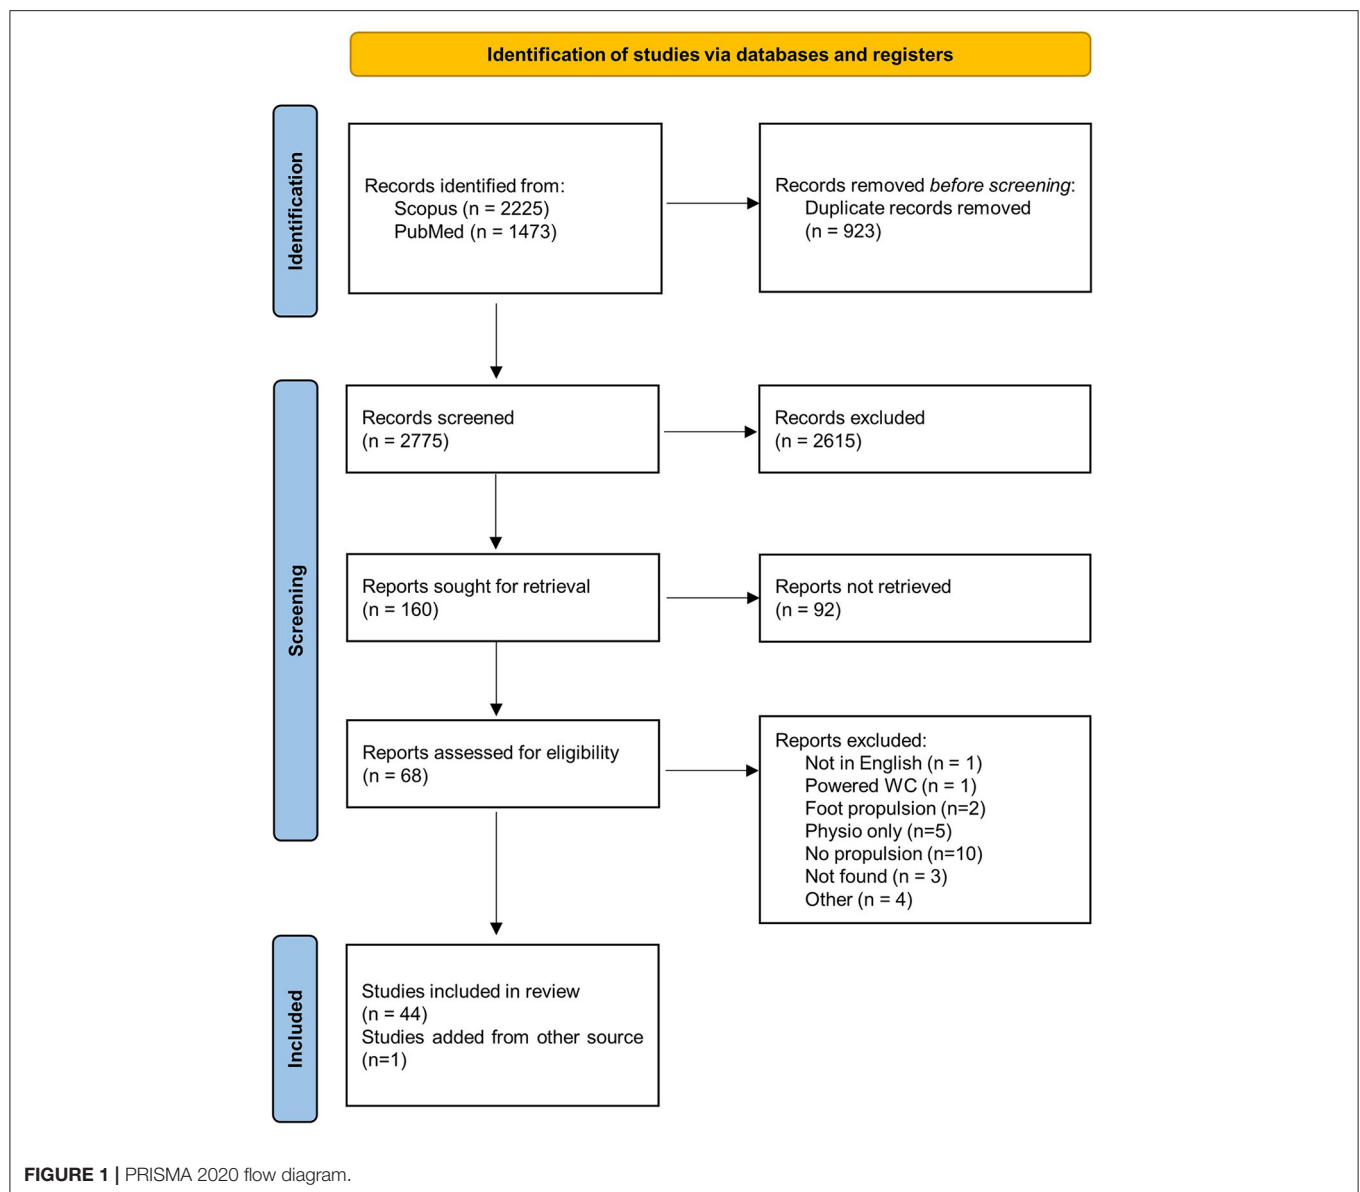 Identification of studies via databases and registers
Identification
Records identified from:
Scopus (n = 2225)
PubMed (n = 1473)
Records removed before screening:
Duplicate records removed
(n = 923)
Screening
Records screened
(n = 2775)
Records excluded
(n = 2615)
Reports sought for retrieval
(n = 160)
Reports not retrieved
(n = 92)
Reports assessed for eligibility
(n = 68)
Reports excluded:
Not in English (n = 1)
Powered WC (n = 1)
Foot propulsion (n=2)
Physio only (n=5)
No propulsion (n=10)
Not found (n = 3)
Other (n = 4)
Included
Studies included in review
(n = 44)
Studies added from other source
(n=1)
FIGURE 1 | PRISMA 2020 flow diagram.